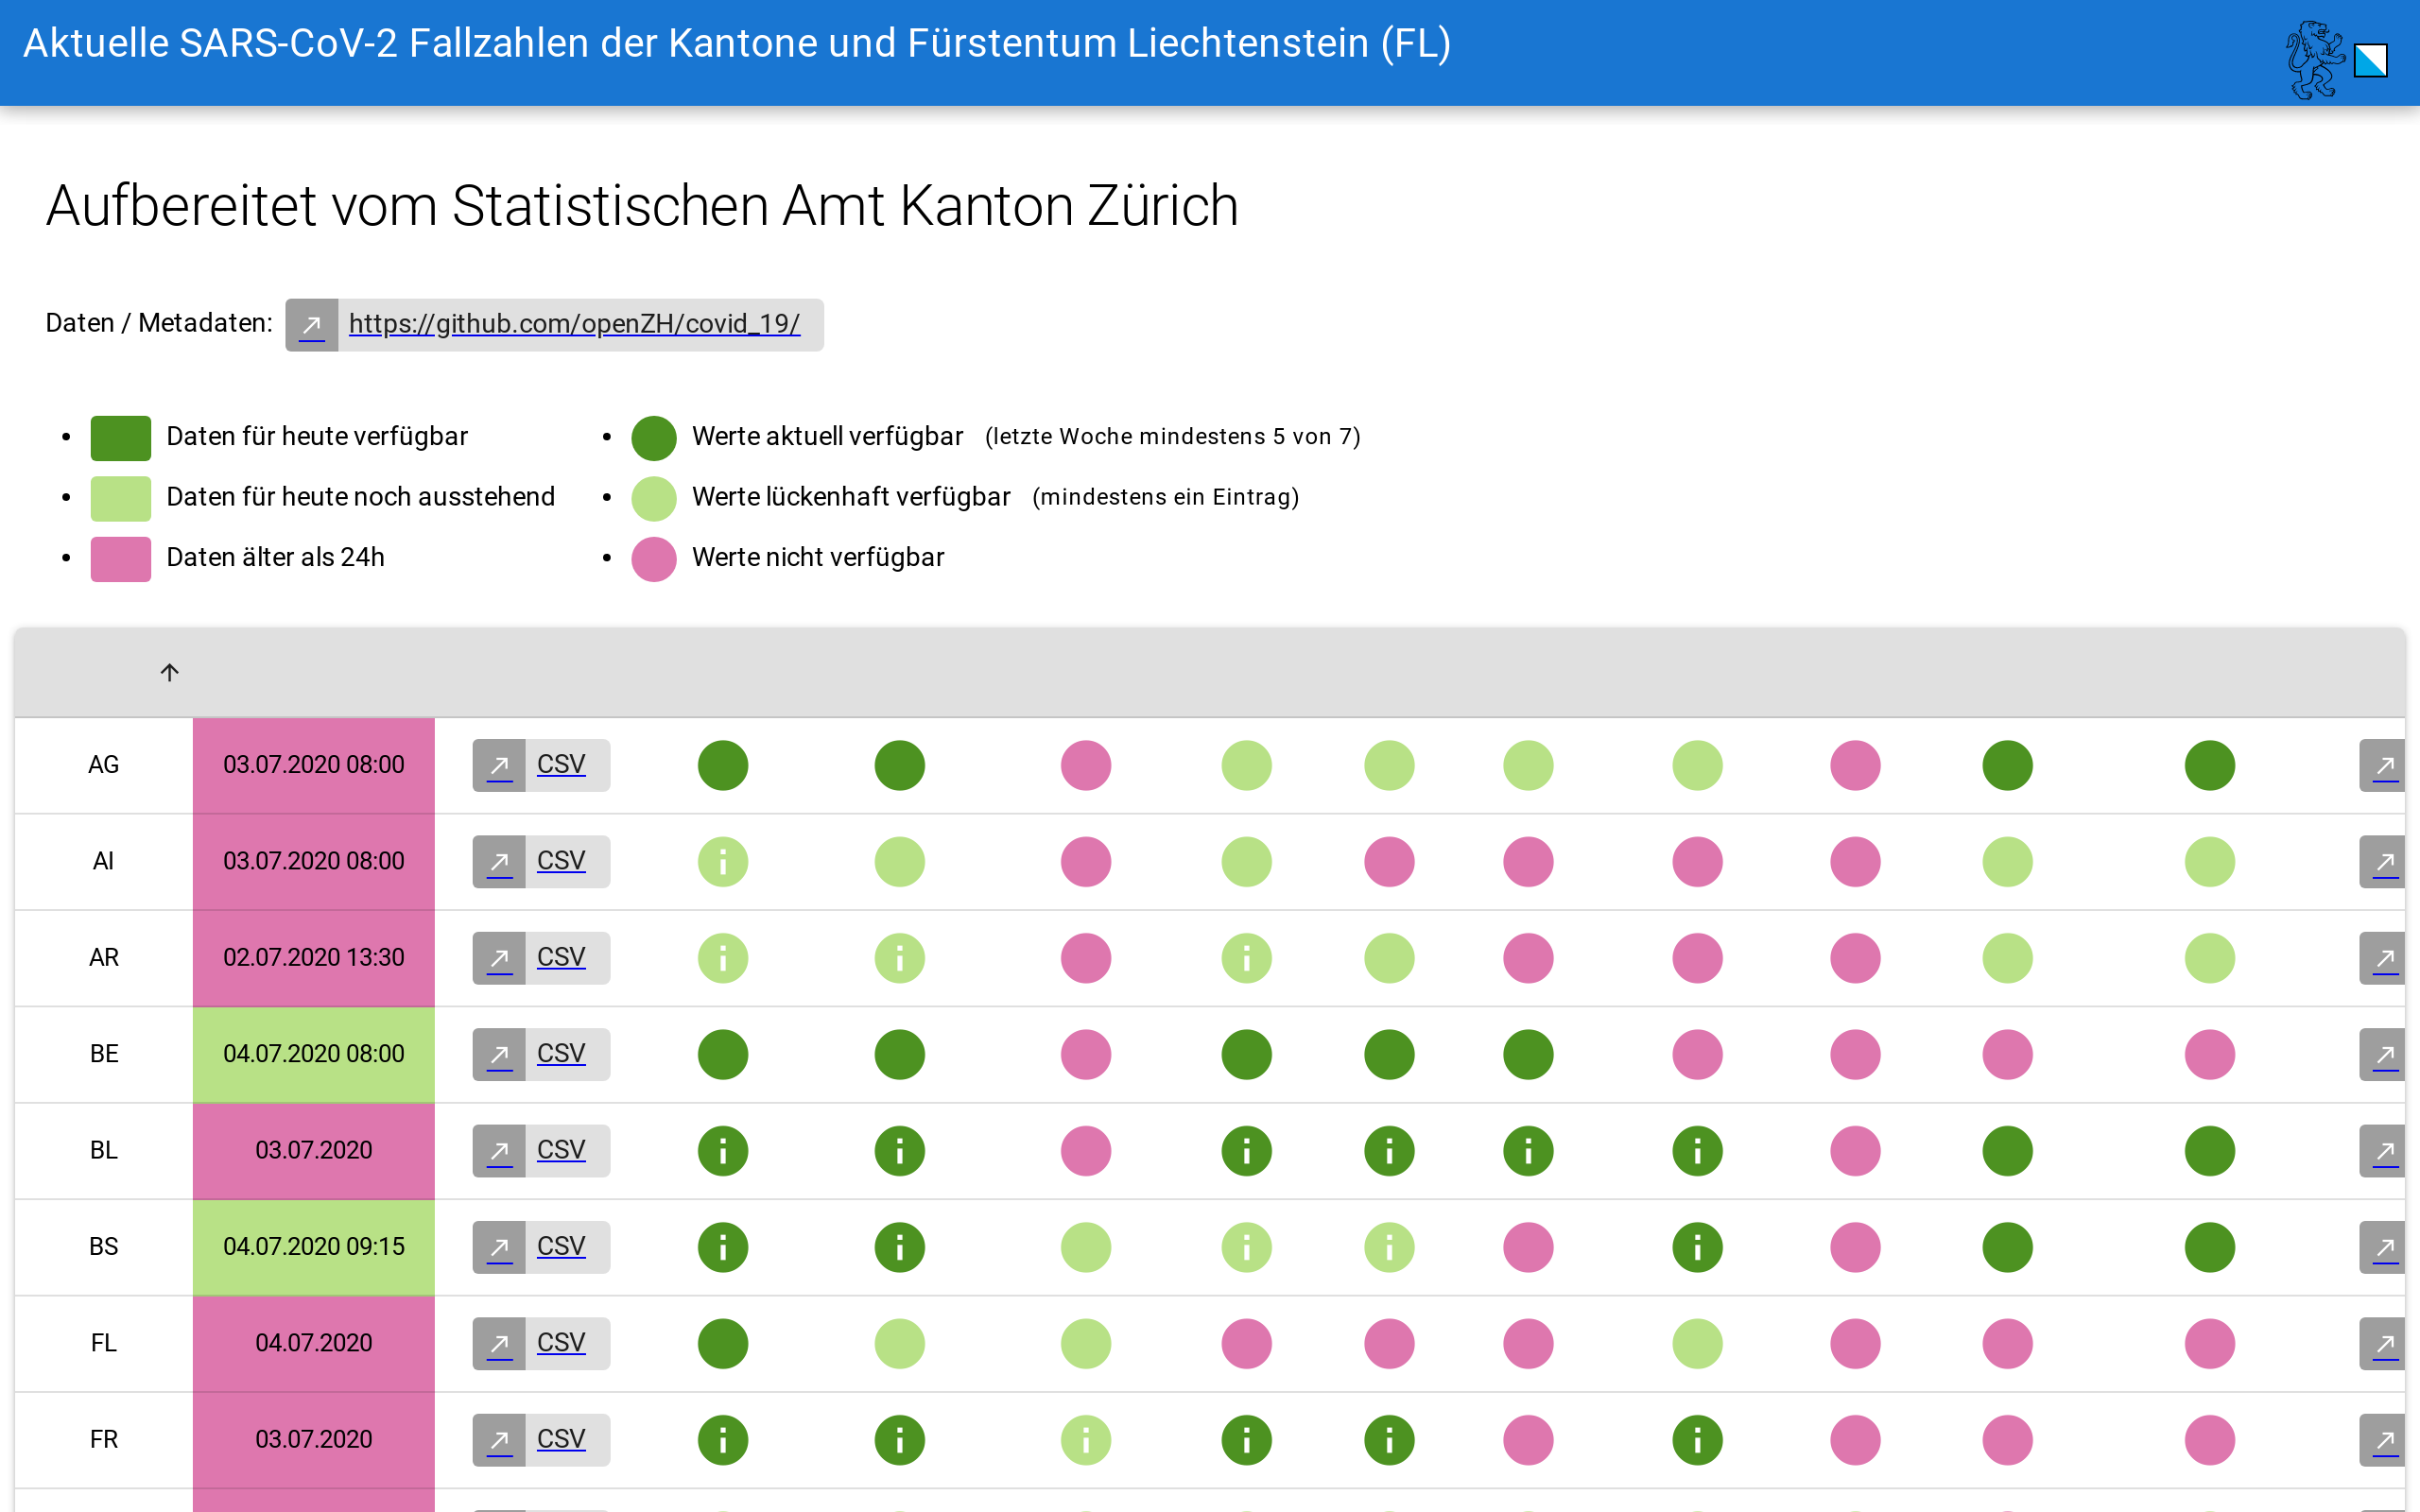 Aktuelle SARS-CoV-2 Fallzahlen der Kantone und Fürstentum Liechtenstein (FL)
Aufbereitet vom Statistischen Amt Kanton Zürich
Daten / Metadaten: https://github.com/openZH/covid_19/
Daten für heute verfügbar
Daten für heute noch ausstehend
Daten älter als 24h
Werte aktuell verfügbar (letzte Woche mindestens 5 von 7)
Werte lückenhaft verfügbar (mindestens ein Eintrag)
Werte nicht verfügbar
AG 03.07.2020 08:00 CSV
AI 03.07.2020 08:00 CSV i
AR 02.07.2020 13:30 CSV i i i
BE 04.07.2020 08:00 CSV
BL 03.07.2020 CSV i i i i i i
BS 04.07.2020 09:15 CSV i i i i i
FL 04.07.2020 CSV
FR 03.07.2020 CSV i i i i i i